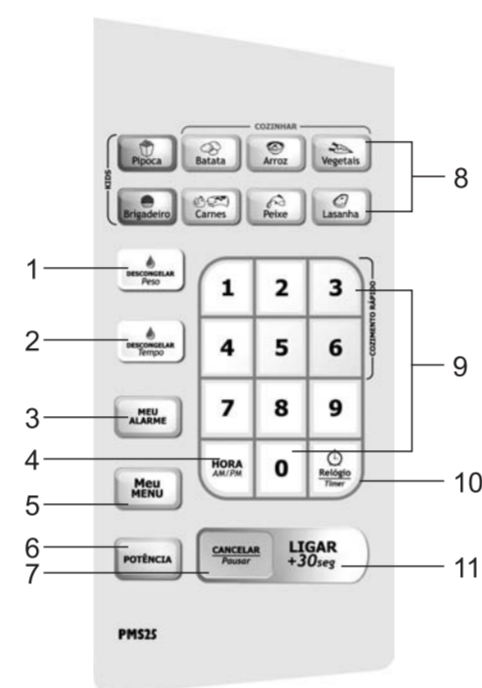 COZINHAR
KIDS
Pipoca
Batata
Arroz
Vegetais
8
Brigadeiro
Carnes
Peixe
Lasanha
1
DESCONGELAR
Peso
1
2
3
COZIMENTO RÁPIDO
2
DESCONGELAR
Tempo
4
5
6
9
3
MEU
ALARME
7
8
9
4
HORA
AM/PM
0
Relógio
Timer
10
5
Meu
MENU
6
POTÊNCIA
7
CANCELAR
Pausar
LIGAR
+30seg
11
PMS25